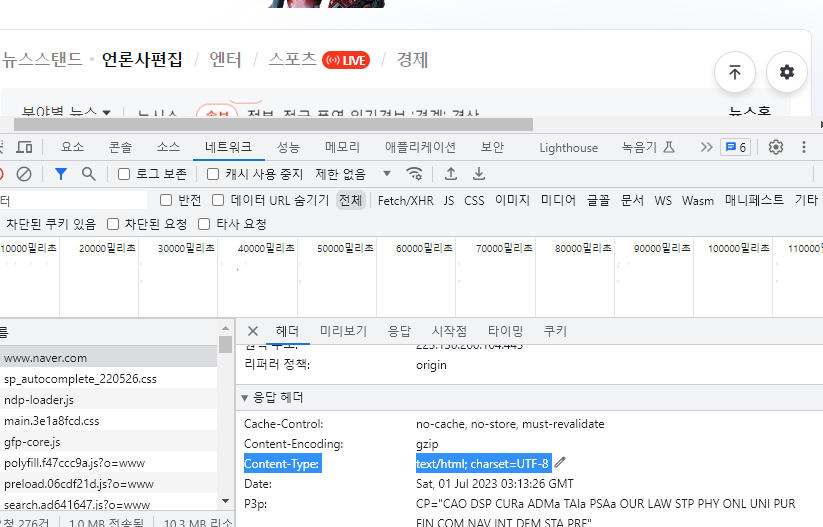 뉴스스탠드 · 언론사편집 / 엔터 / 스포츠 LIVE / 경제
분야별 뉴스 뉴시스 속보 뉴스홈
요소 콘솔 소스 네트워크 성능 메모리 애플리케이션 보안 Lighthouse 녹음기 6
로그 보존 캐시 사용 중지 제한 없음
터 반전 데이터 URL 숨기기 전체 Fetch/XHR JS CSS 이미지 미디어 글꼴 문서 WS Wasm 매니페스트 기타
차단된 쿠키 있음 차단된 요청 타사 요청
10000밀리초 20000밀리초 30000밀리초 40000밀리초 50000밀리초 60000밀리초 70000밀리초 80000밀리초 90000밀리초 100000밀리초 110000
름
www.naver.com
sp_autocomplete_220526.css
ndp-loader.js
main.3e1a8fcd.css
gfp-core.js
polyfill.f47ccc9a.js?o=www
preload.06cdf21d.js?o=www
search.ad641647.js?o=www
요청 276건 1.0 MB 전송됨 10.3 MB 리소
헤더 미리보기 응답 시작점 타이밍 쿠키
리퍼러 정책: origin
응답 헤더
Cache-Control: no-cache, no-store, must-revalidate
Content-Encoding: gzip
Content-Type: text/html; charset=UTF-8
Date: Sat, 01 Jul 2023 03:13:26 GMT
P3p: CP="CAO DSP CURa ADMa TAIa PSAa OUR LAW STP PHY ONL UNI PUR
FIN COM NAV INT DEM STA PRE"